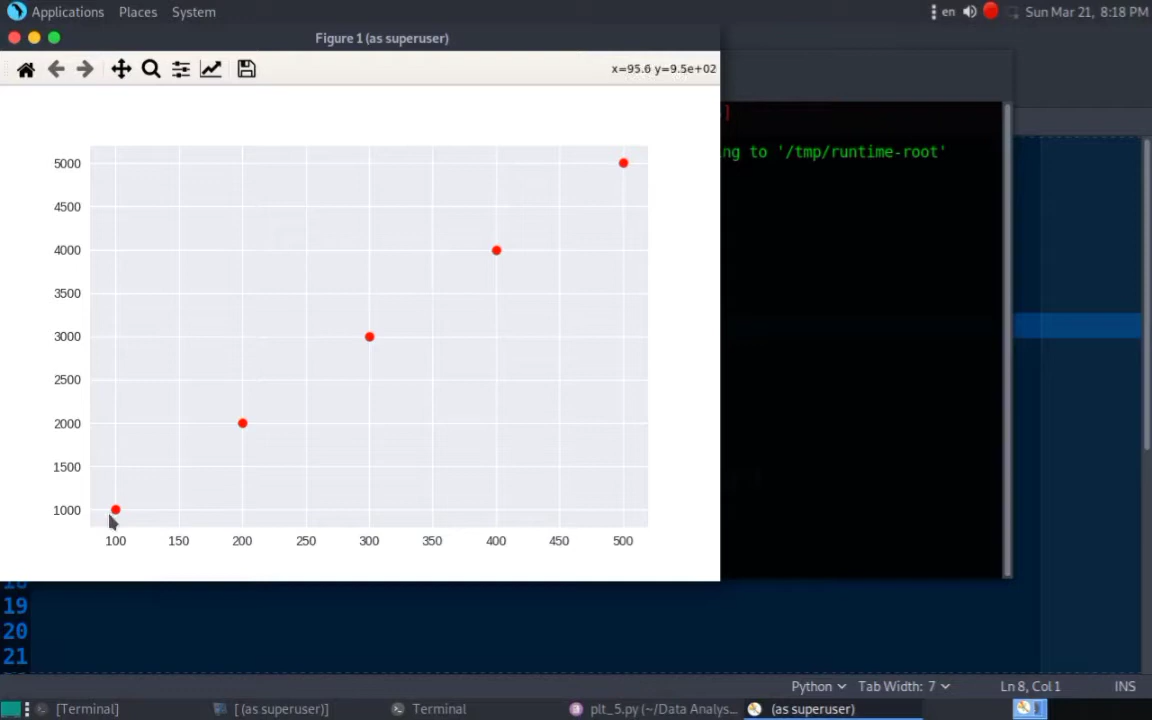 Applications Places System en Sun Mar 21, 8:18 PM
Figure 1 (as superuser)
x=95.6 y=9.5e+02
]
ng to '/tmp/runtime-root'
5000
4500
4000
3500
3000
2500
2000
1500
1000
100 150 200 250 300 350 400 450 500
18
19
20
21
Python Tab Width: 7 Ln 8, Col 1 INS
[Terminal] [ (as superuser)] Terminal plt_5.py (~/Data Analys... (as superuser)